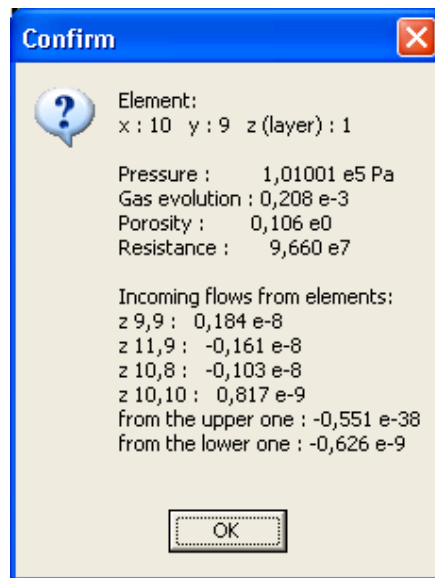 Confirm
Element:
x : 10 y : 9 z (layer) : 1
Pressure : 1,01001 e5 Pa
Gas evolution : 0,208 e-3
Porosity : 0,106 e0
Resistance : 9,660 e7
Incoming flows from elements:
z 9,9 : 0,184 e-8
z 11,9 : -0,161 e-8
z 10,8 : -0,103 e-8
z 10,10 : 0,817 e-9
from the upper one : -0,551 e-38
from the lower one : -0,626 e-9
OK